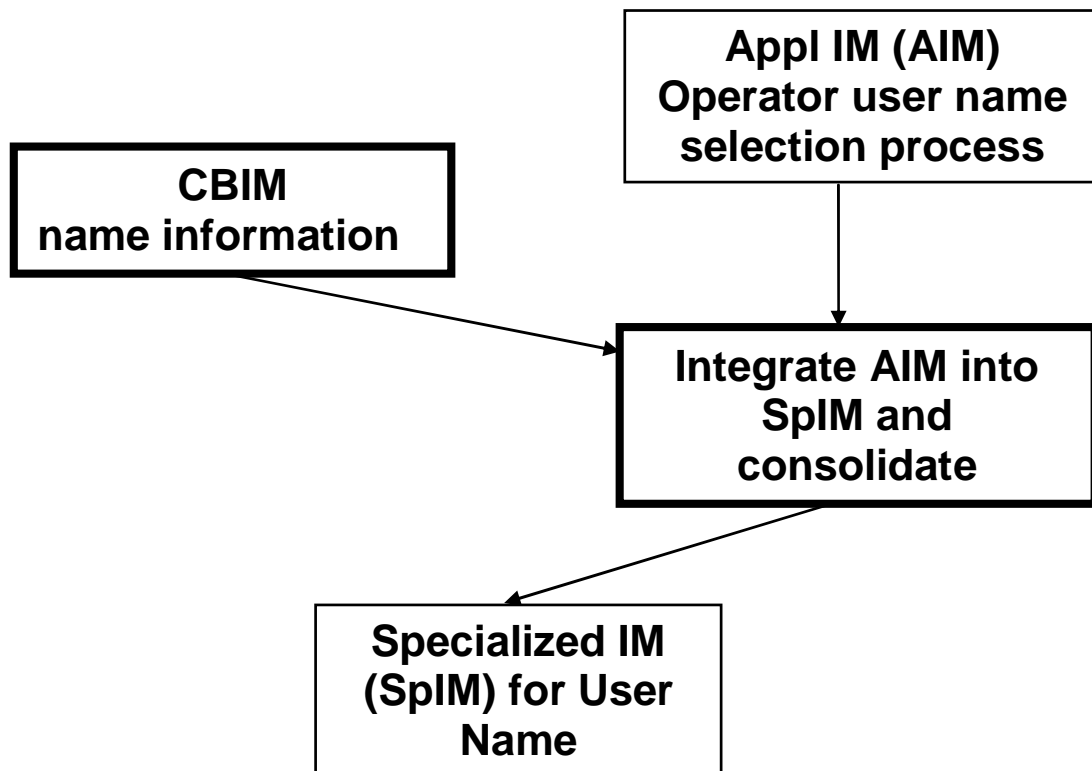 Appl IM (AIM)
Operator user name
selection process
CBIM
name information
Integrate AIM into
SpIM and
consolidate
Specialized IM
(SpIM) for User
Name